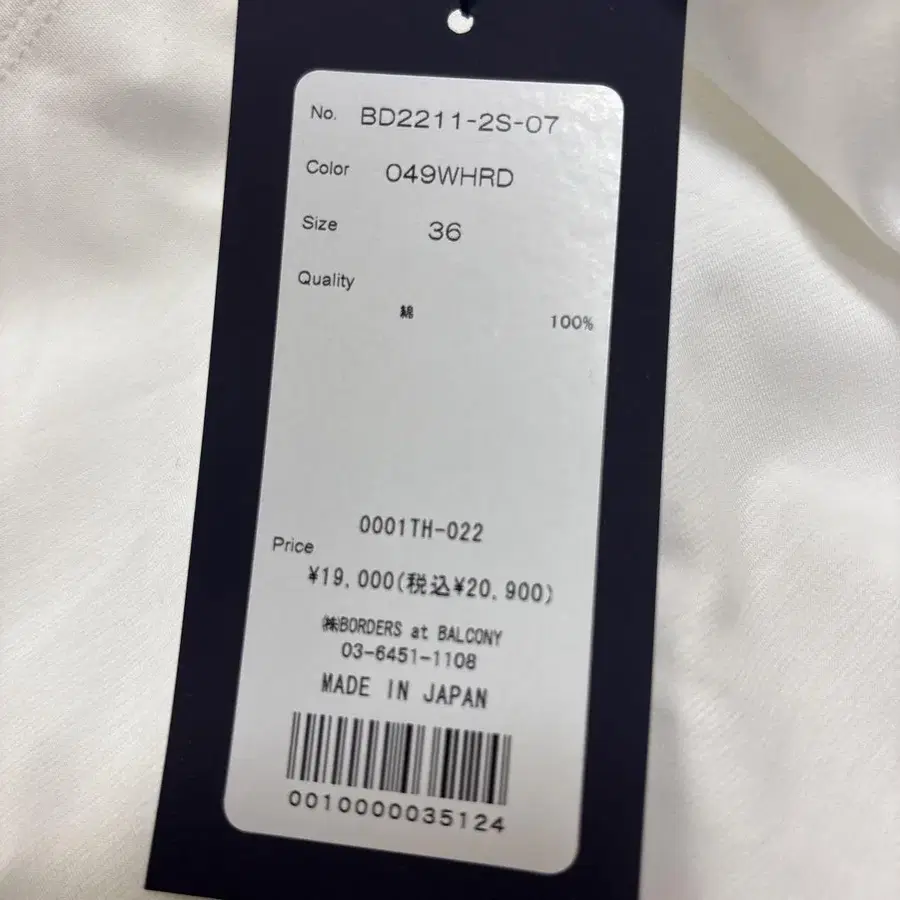 No. BD2211-2S-07
Color 049WHRD
Size 36
Quality
綿 100%
0001TH-022
Price
¥19,000(税込¥20,900)
㈱BORDERS at BALCONY
03-6451-1108
MADE IN JAPAN
0010000035124